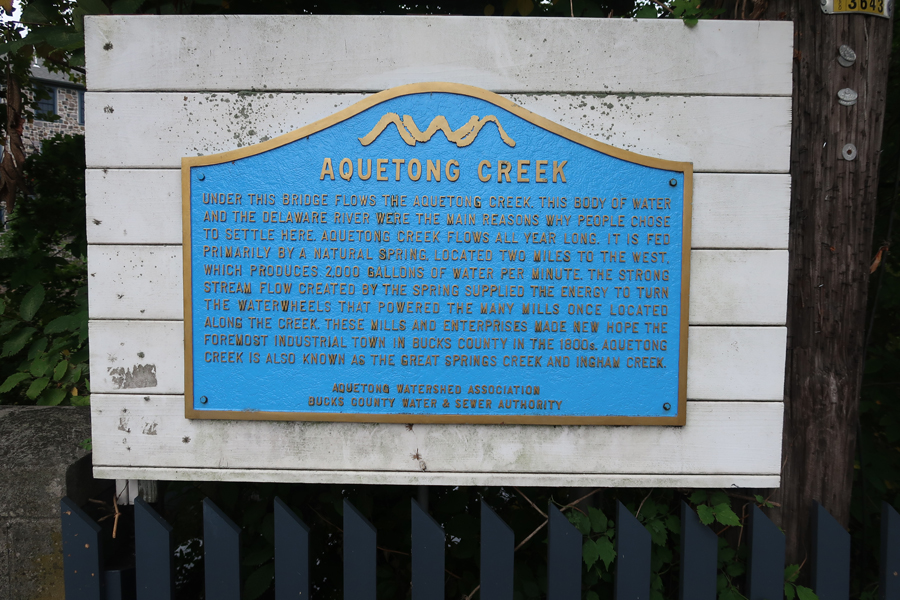 3643
AQUETONG CREEK
UNDER THIS BRIDGE FLOWS THE AQUETONG CREEK. THIS BODY OF WATER
AND THE DELAWARE RIVER WERE THE MAIN REASONS WHY PEOPLE CHOSE
TO SETTLE HERE. AQUETONG CREEK FLOWS ALL YEAR LONG. IT IS FED
PRIMARILY BY A NATURAL SPRING, LOCATED TWO MILES TO THE WEST,
WHICH PRODUCES 2,000 GALLONS OF WATER PER MINUTE. THE STRONG
STREAM FLOW CREATED BY THE SPRING SUPPLIED THE ENERGY TO TURN
THE WATERWHEELS THAT POWERED THE MANY MILLS ONCE LOCATED
ALONG THE CREEK. THESE MILLS AND ENTERPRISES MADE NEW HOPE THE
FOREMOST INDUSTRIAL TOWN IN BUCKS COUNTY IN THE 1800s. AQUETONG
CREEK IS ALSO KNOWN AS THE GREAT SPRINGS CREEK AND INGHAM CREEK.
AQUETONG WATERSHED ASSOCIATION
BUCKS COUNTY WATER & SEWER AUTHORITY